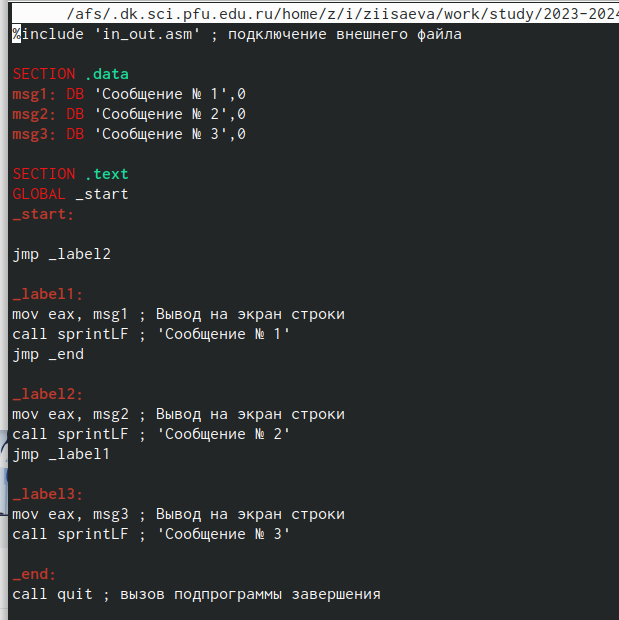 /afs/.dk.sci.pfu.edu.ru/home/z/i/ziisaeva/work/study/2023-2024
%include 'in_out.asm' ; подключение внешнего файла
SECTION .data
msg1: DB 'Сообщение № 1',0
msg2: DB 'Сообщение № 2',0
msg3: DB 'Сообщение № 3',0
SECTION .text
GLOBAL _start
_start:
jmp _label2
_label1:
mov eax, msg1 ; Вывод на экран строки
call sprintLF ; 'Сообщение № 1'
jmp _end
_label2:
mov eax, msg2 ; Вывод на экран строки
call sprintLF ; 'Сообщение № 2'
jmp _label1
_label3:
mov eax, msg3 ; Вывод на экран строки
call sprintLF ; 'Сообщение № 3'
_end:
call quit ; вызов подпрограммы завершения